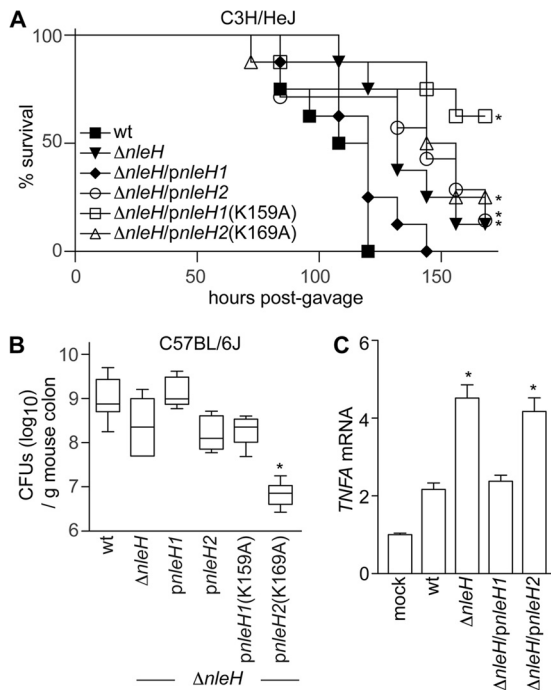 A
C3H/HeJ
100
50
0
% survival
wt
ΔnleH
ΔnleH/pnleH1
ΔnleH/pnleH2
ΔnleH/pnleH1(K159A)
ΔnleH/pnleH2(K169A)
*
*
*
*
0
50
100
150
hours post-gavage
B
C57BL/6J
10
9
8
7
6
CFUs (log10)
/ g mouse colon
*
wt
ΔnleH
pnleH1
pnleH2
pnleH1(K159A)
pnleH2(K169A)
ΔnleH
C
6
4
2
0
TNFA mRNA
*
*
mock
wt
ΔnleH
ΔnleH/pnleH1
ΔnleH/pnleH2